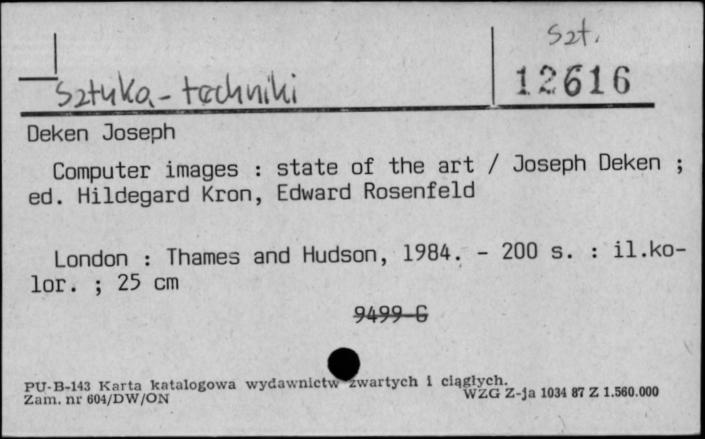 Szt.
Sztuka - techniki
12616
Deken Joseph
Computer images : state of the art / Joseph Deken ;
ed. Hildegard Kron, Edward Rosenfeld
London : Thames and Hudson, 1984. - 200 s. : il.ko-
lor. ; 25 cm
9499 G
PU-B-143 Karta katalogowa wydawnictw zwartych i ciągłych.
Zam. nr 604/DW/ON
WZG Z-ja 1034 87 Z 1.560.000